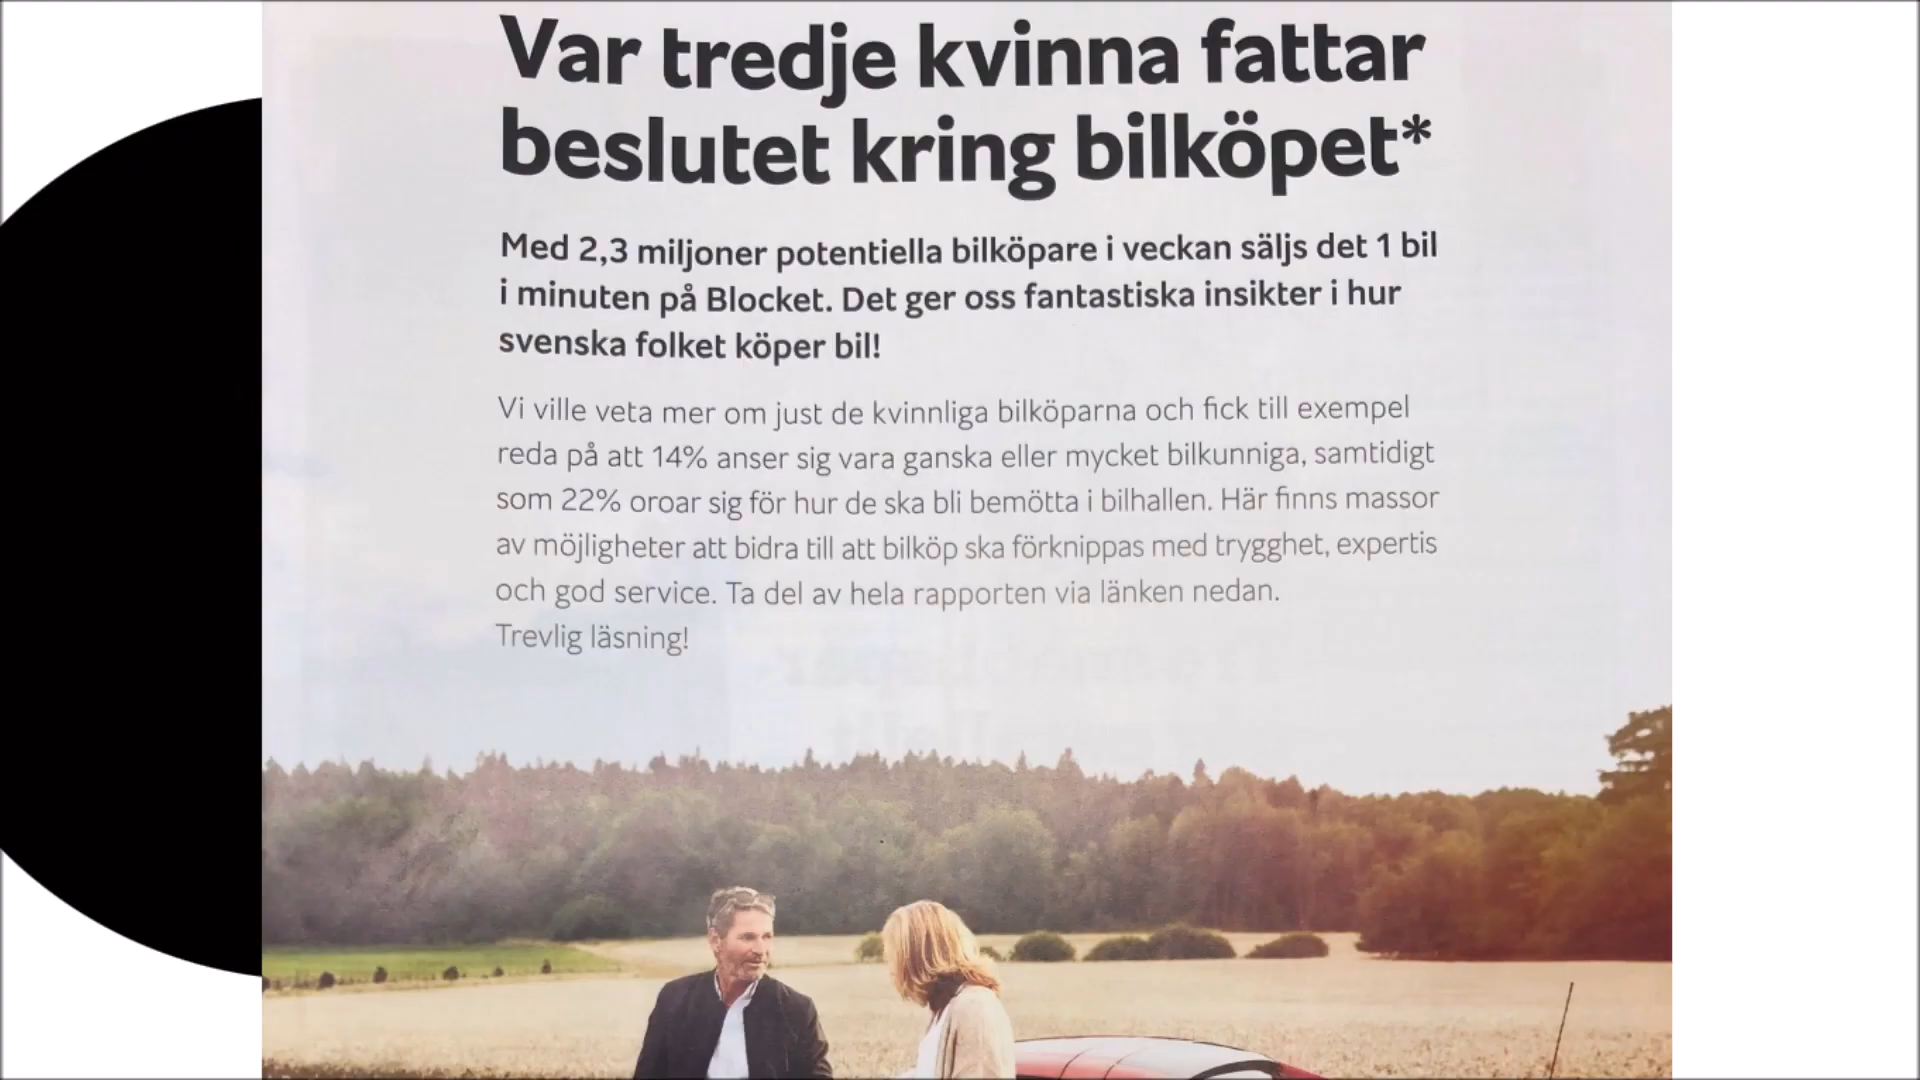 Var tredje kvinna fattar
beslutet kring bilköpet*
Med 2,3 miljoner potentiella bilköpare i veckan säljs det 1 bil
i minuten på Blocket. Det ger oss fantastiska insikter i hur
svenska folket köper bil!
Vi ville veta mer om just de kvinnliga bilköparna och fick till exempel
reda på att 14% anser sig vara ganska eller mycket bilkunniga, samtidigt
som 22% oroar sig för hur de ska bli bemötta i bilhallen. Här finns massor
av möjligheter att bidra till att bilköp ska förknippas med trygghet, expertis
och god service. Ta del av hela rapporten via länken nedan.
Trevlig läsning!